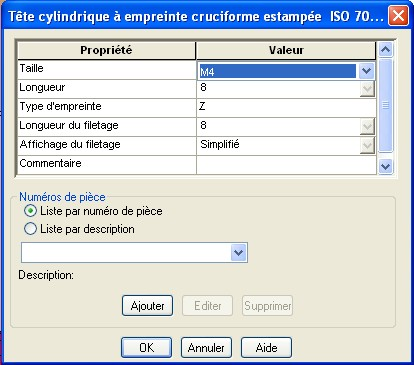 Tête cylindrique à empreinte cruciforme estampée ISO 70...
Propriété Valeur
Taille M4
Longueur 8
Type d'empreinte Z
Longueur du filetage 8
Affichage du filetage Simplifié
Commentaire
Numéros de pièce
Liste par numéro de pièce
Liste par description
Description:
Ajouter Editer Supprimer
OK Annuler Aide